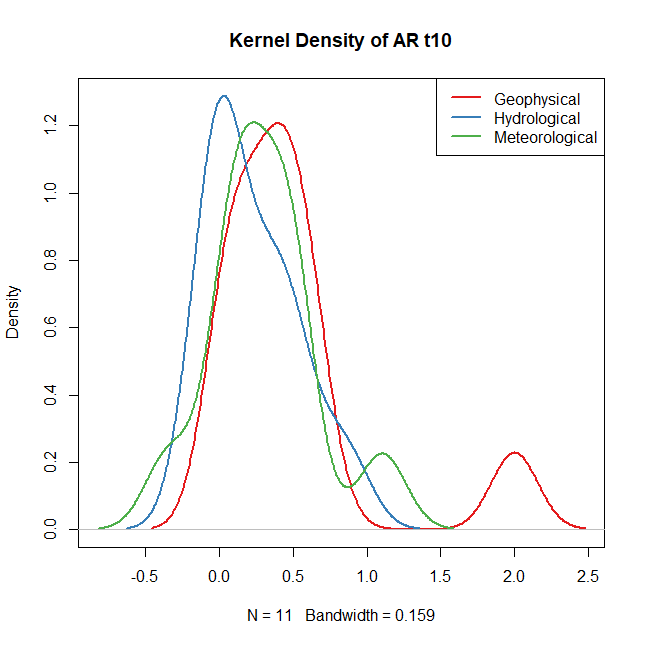 Kernel Density of AR t10
Geophysical
Hydrological
Meteorological
Density
1.2
1.0
0.8
0.6
0.4
0.2
0.0
-0.5 0.0 0.5 1.0 1.5 2.0 2.5
N = 11 Bandwidth = 0.159